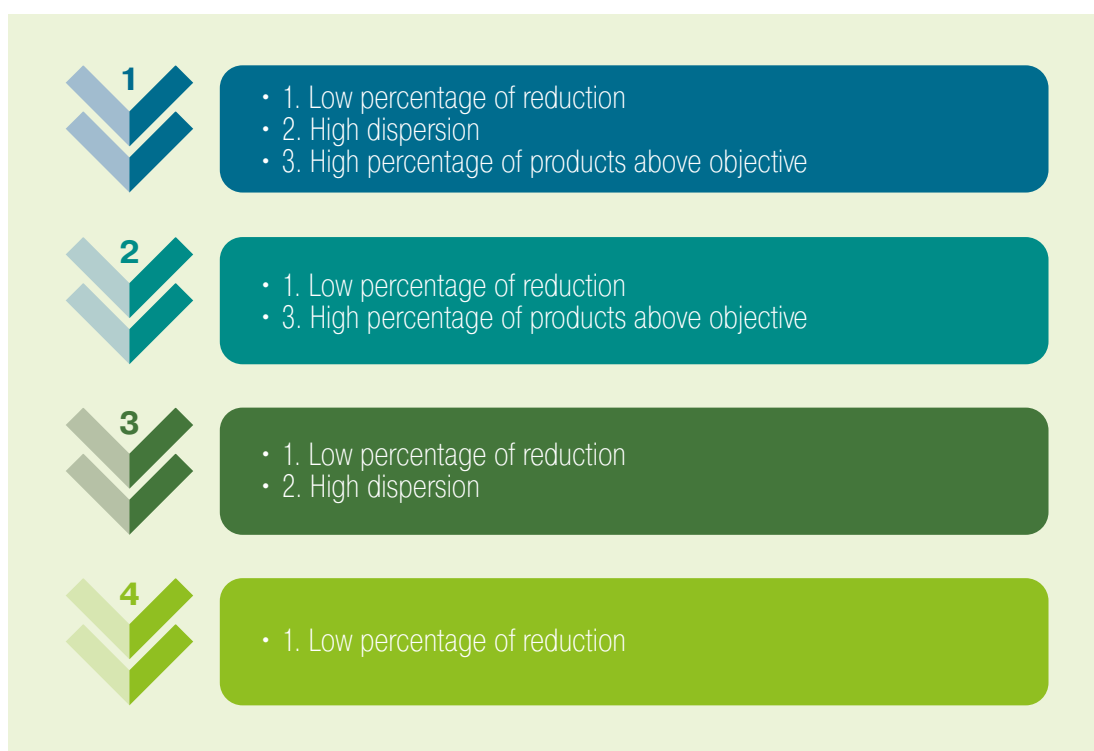 1
• 1. Low percentage of reduction
• 2. High dispersion
• 3. High percentage of products above objective
2
• 1. Low percentage of reduction
• 3. High percentage of products above objective
3
• 1. Low percentage of reduction
• 2. High dispersion
4
• 1. Low percentage of reduction